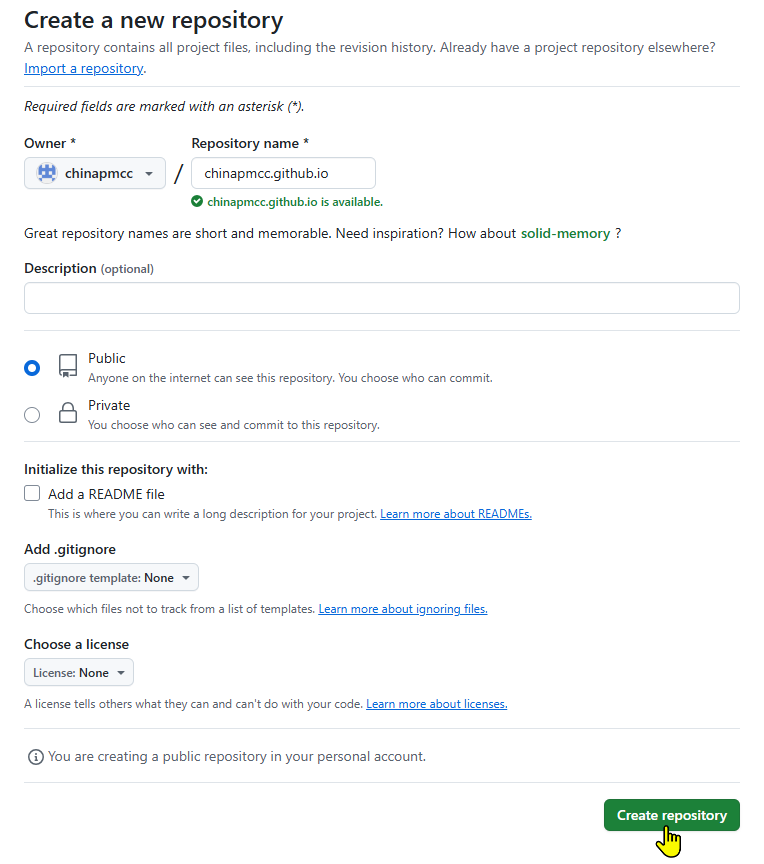 Create a new repository
A repository contains all project files, including the revision history. Already have a project repository elsewhere?
Import a repository.
Required fields are marked with an asterisk (*).
Owner *
Repository name *
chinapmcc
/
chinapmcc.github.io
chinapmcc.github.io is available.
Great repository names are short and memorable. Need inspiration? How about solid-memory ?
Description (optional)
Public
Anyone on the internet can see this repository. You choose who can commit.
Private
You choose who can see and commit to this repository.
Initialize this repository with:
Add a README file
This is where you can write a long description for your project. Learn more about READMEs.
Add .gitignore
.gitignore template: None
Choose which files not to track from a list of templates. Learn more about ignoring files.
Choose a license
License: None
A license tells others what they can and can't do with your code. Learn more about licenses.
You are creating a public repository in your personal account.
Create repository